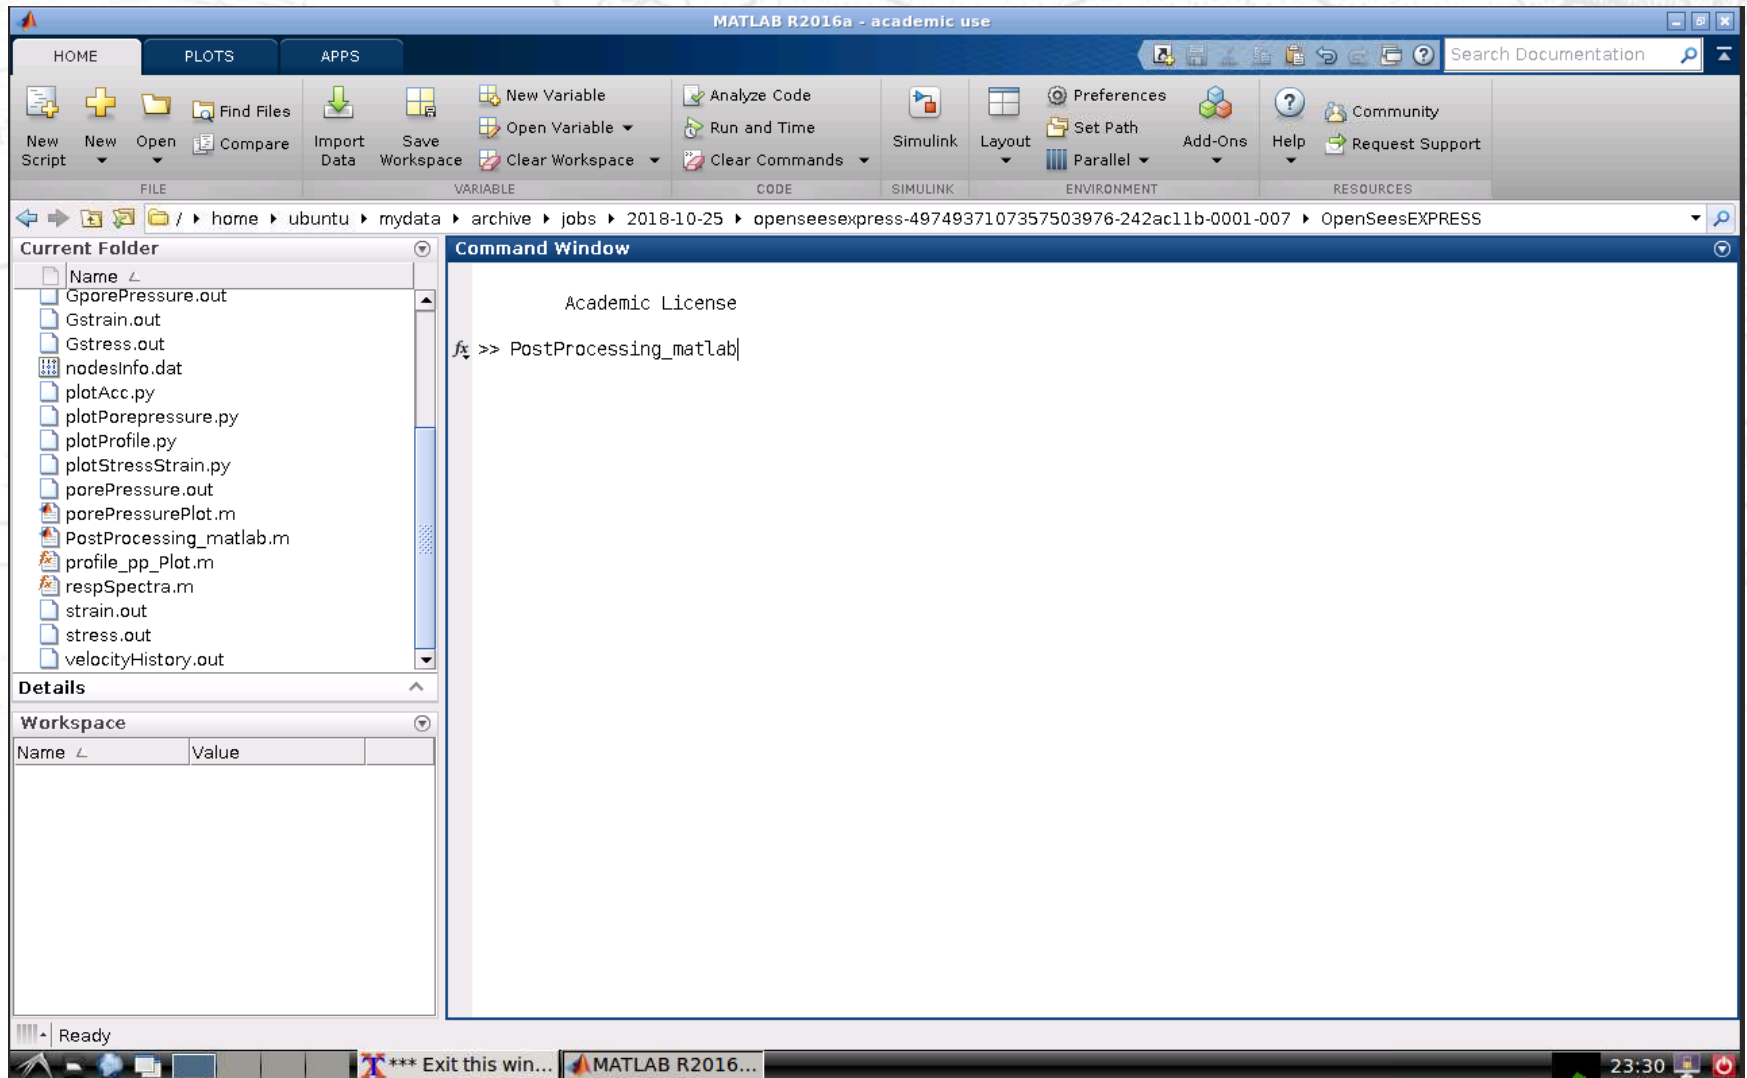 MATLAB R2016a - academic use
HOME PLOTS APPS
Search Documentation
New Script
New
Open
Find Files
Compare
Import Data
Save Workspace
New Variable
Open Variable
Clear Workspace
Analyze Code
Run and Time
Clear Commands
Simulink
Layout
Preferences
Set Path
Parallel
Add-Ons
Help
Community
Request Support
FILE VARIABLE CODE SIMULINK ENVIRONMENT RESOURCES
/ home ubuntu mydata archive jobs 2018-10-25 openseesexpress-4974937107357503976-242ac11b-0001-007 OpenSeesEXPRESS
Current Folder
Name
GporePressure.out
Gstrain.out
Gstress.out
nodesInfo.dat
plotAcc.py
plotPorepressure.py
plotProfile.py
plotStressStrain.py
porePressure.out
porePressurePlot.m
PostProcessing_matlab.m
profile_pp_Plot.m
respSpectra.m
strain.out
stress.out
velocityHistory.out
Details
Workspace
Name Value
Command Window
Academic License
fx >> PostProcessing_matlab
Ready
*** Exit this win... MATLAB R2016... 23:30